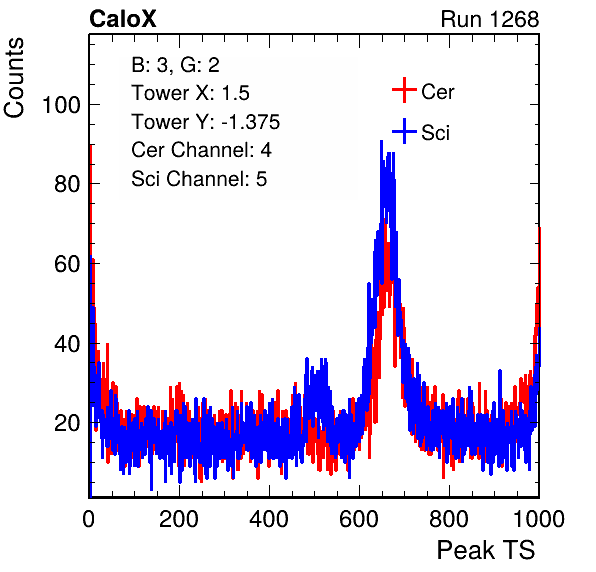 CaloX Run 1268
Counts
B: 3, G: 2
Tower X: 1.5
Tower Y: -1.375
Cer Channel: 4
Sci Channel: 5
Cer
Sci
100
80
60
40
20
0 200 400 600 800 1000
Peak TS